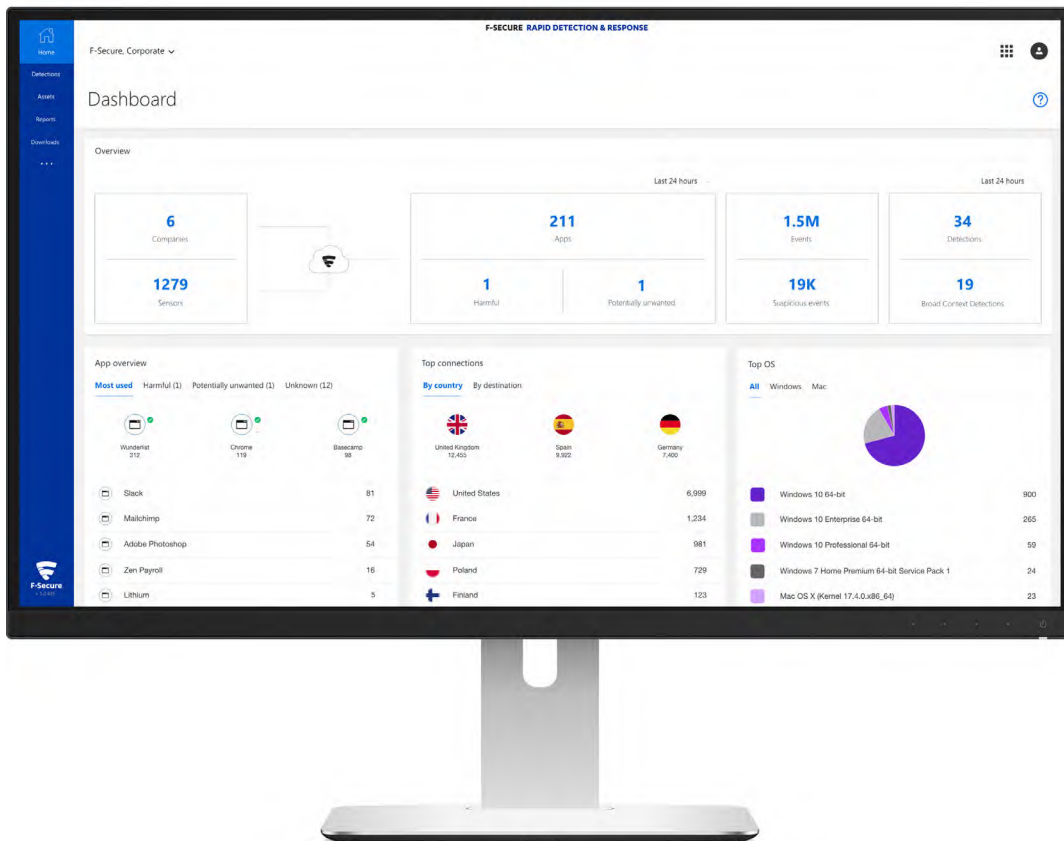 F-SECURE RAPID DETECTION & RESPONSE
Home
F-Secure, Corporate
Detections
Assets
Reports
Downloads
Dashboard
Overview
Last 24 hours
Last 24 hours
6
Companies
1279
Sensors
211
Apps
1
Harmful
1
Potentially unwanted
1.5M
Events
19K
Suspicious events
34
Detections
19
Broad Context Detections
App overview
Most used Harmful (1) Potentially unwanted (1) Unknown (12)
Wunderlist
212
Chrome
119
Basecamp
98
Slack 81
Mailchimp 72
Adobe Photoshop 54
Zen Payroll 16
Lithium 5
Top connections
By country By destination
United Kingdom
12,455
Spain
9,922
Germany
7,400
United States 6,999
France 1,234
Japan 981
Poland 729
Finland 123
Top OS
All Windows Mac
Windows 10 64-bit 900
Windows 10 Enterprise 64-bit 265
Windows 10 Professional 64-bit 59
Windows 7 Home Premium 64-bit Service Pack 1 24
Mac OS X (Kernel 17.4.0.x86_64) 23
F-Secure